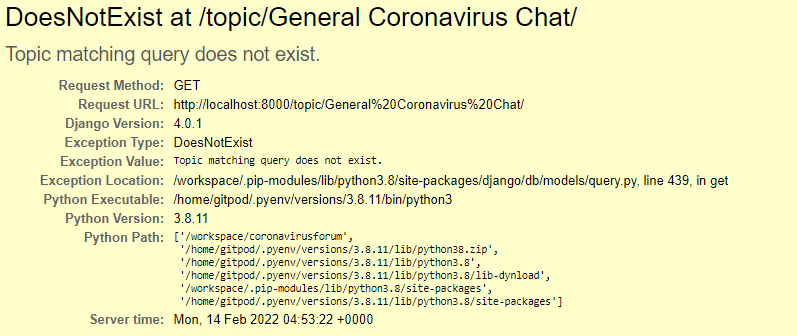 DoesNotExist at /topic/General Coronavirus Chat/
Topic matching query does not exist.
Request Method: GET
Request URL: http://localhost:8000/topic/General%20Coronavirus%20Chat/
Django Version: 4.0.1
Exception Type: DoesNotExist
Exception Value: Topic matching query does not exist.
Exception Location: /workspace/.pip-modules/lib/python3.8/site-packages/django/db/models/query.py, line 439, in get
Python Executable: /home/gitpod/.pyenv/versions/3.8.11/bin/python3
Python Version: 3.8.11
Python Path: ['/workspace/coronavirusforum',
'/home/gitpod/.pyenv/versions/3.8.11/lib/python38.zip',
'/home/gitpod/.pyenv/versions/3.8.11/lib/python3.8',
'/home/gitpod/.pyenv/versions/3.8.11/lib/python3.8/lib-dynload',
'/workspace/.pip-modules/lib/python3.8/site-packages',
'/home/gitpod/.pyenv/versions/3.8.11/lib/python3.8/site-packages']
Server time: Mon, 14 Feb 2022 04:53:22 +0000